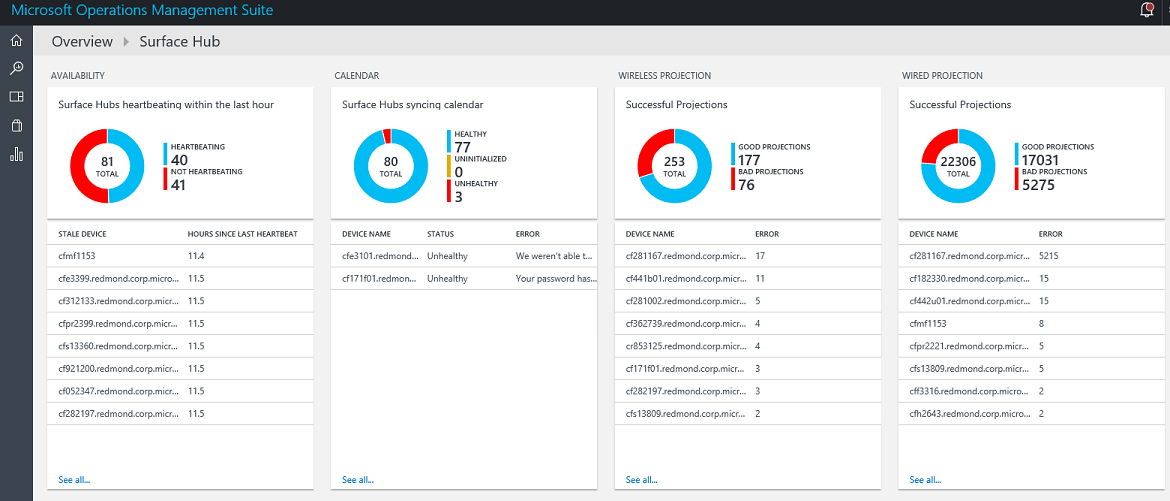 Microsoft Operations Management Suite
Overview Surface Hub
AVAILABILITY
Surface Hubs heartbeating within the last hour
81
TOTAL
HEARTBEATING
40
NOT HEARTBEATING
41
STALE DEVICE HOURS SINCE LAST HEARTBEAT
cfmf1153 11.4
cfe3399.redmond.corp.micro... 11.5
cf312133.redmond.corp.micr... 11.5
cfpr2399.redmond.corp.micr... 11.5
cfs13360.redmond.corp.micr... 11.5
cf921200.redmond.corp.micr... 11.5
cf052347.redmond.corp.micr... 11.5
cf282197.redmond.corp.micr... 11.5
See all...
CALENDAR
Surface Hubs syncing calendar
80
TOTAL
HEALTHY
77
UNINITIALIZED
0
UNHEALTHY
3
DEVICE NAME STATUS ERROR
cfe3101.redmond... Unhealthy We weren't able t...
cf171f01.redmon... Unhealthy Your password has...
See all...
WIRELESS PROJECTION
Successful Projections
253
TOTAL
GOOD PROJECTIONS
177
BAD PROJECTIONS
76
DEVICE NAME ERROR
cf281167.redmond.corp.micr... 17
cf441b01.redmond.corp.micr... 11
cf281002.redmond.corp.micr... 5
cf362739.redmond.corp.micr... 4
cr853125.redmond.corp.micr... 4
cf171f01.redmond.corp.micr... 3
cf282197.redmond.corp.micr... 3
cfs13809.redmond.corp.micr... 2
See all...
WIRED PROJECTION
Successful Projections
22306
TOTAL
GOOD PROJECTIONS
17031
BAD PROJECTIONS
5275
DEVICE NAME ERROR
cf281167.redmond.corp.micr... 5215
cf182330.redmond.corp.micr... 15
cf442u01.redmond.corp.micr... 15
cfmf1153 8
cfpr2221.redmond.corp.micr... 5
cfs13809.redmond.corp.micr... 5
cff3316.redmond.corp.micro... 2
cfh2643.redmond.corp.micro... 2
See all...